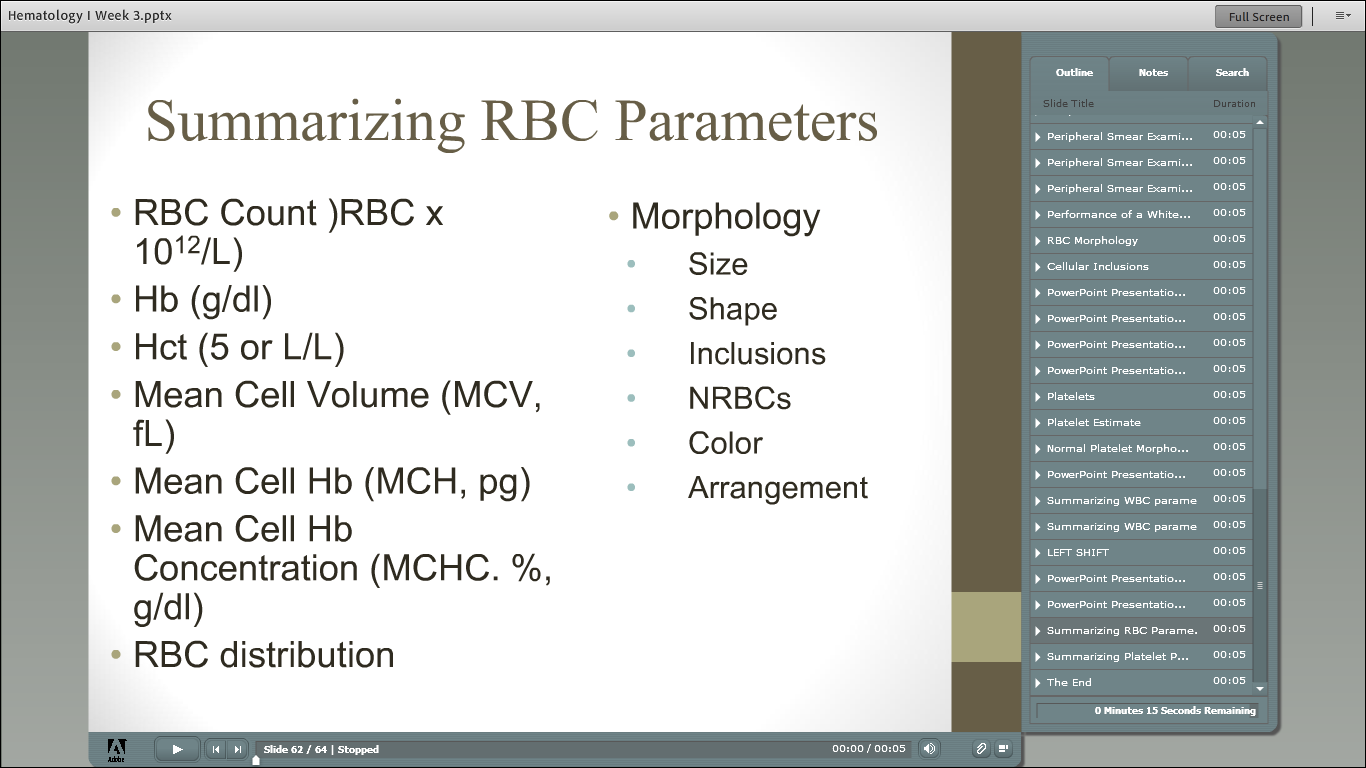 Hematology I Week 3.pptx
Full Screen
Summarizing RBC Parameters
• RBC Count )RBC x
10¹²/L)
• Hb (g/dl)
• Hct (5 or L/L)
• Mean Cell Volume (MCV,
fL)
• Mean Cell Hb (MCH, pg)
• Mean Cell Hb
Concentration (MCHC. %,
g/dl)
• RBC distribution
• Morphology
• Size
• Shape
• Inclusions
• NRBCs
• Color
• Arrangement
Outline Notes Search
Slide Title Duration
Peripheral Smear Exami... 00:05
Peripheral Smear Exami... 00:05
Peripheral Smear Exami... 00:05
Performance of a White... 00:05
RBC Morphology 00:05
Cellular Inclusions 00:05
PowerPoint Presentatio... 00:05
PowerPoint Presentatio... 00:05
PowerPoint Presentatio... 00:05
PowerPoint Presentatio... 00:05
Platelets 00:05
Platelet Estimate 00:05
Normal Platelet Morpho... 00:05
PowerPoint Presentatio... 00:05
Summarizing WBC parame 00:05
Summarizing WBC parame 00:05
LEFT SHIFT 00:05
PowerPoint Presentatio... 00:05
PowerPoint Presentatio... 00:05
Summarizing RBC Parame. 00:05
Summarizing Platelet P... 00:05
The End 00:05
0 Minutes 15 Seconds Remaining
Adobe
Slide 62 / 64 | Stopped
00:00 / 00:05